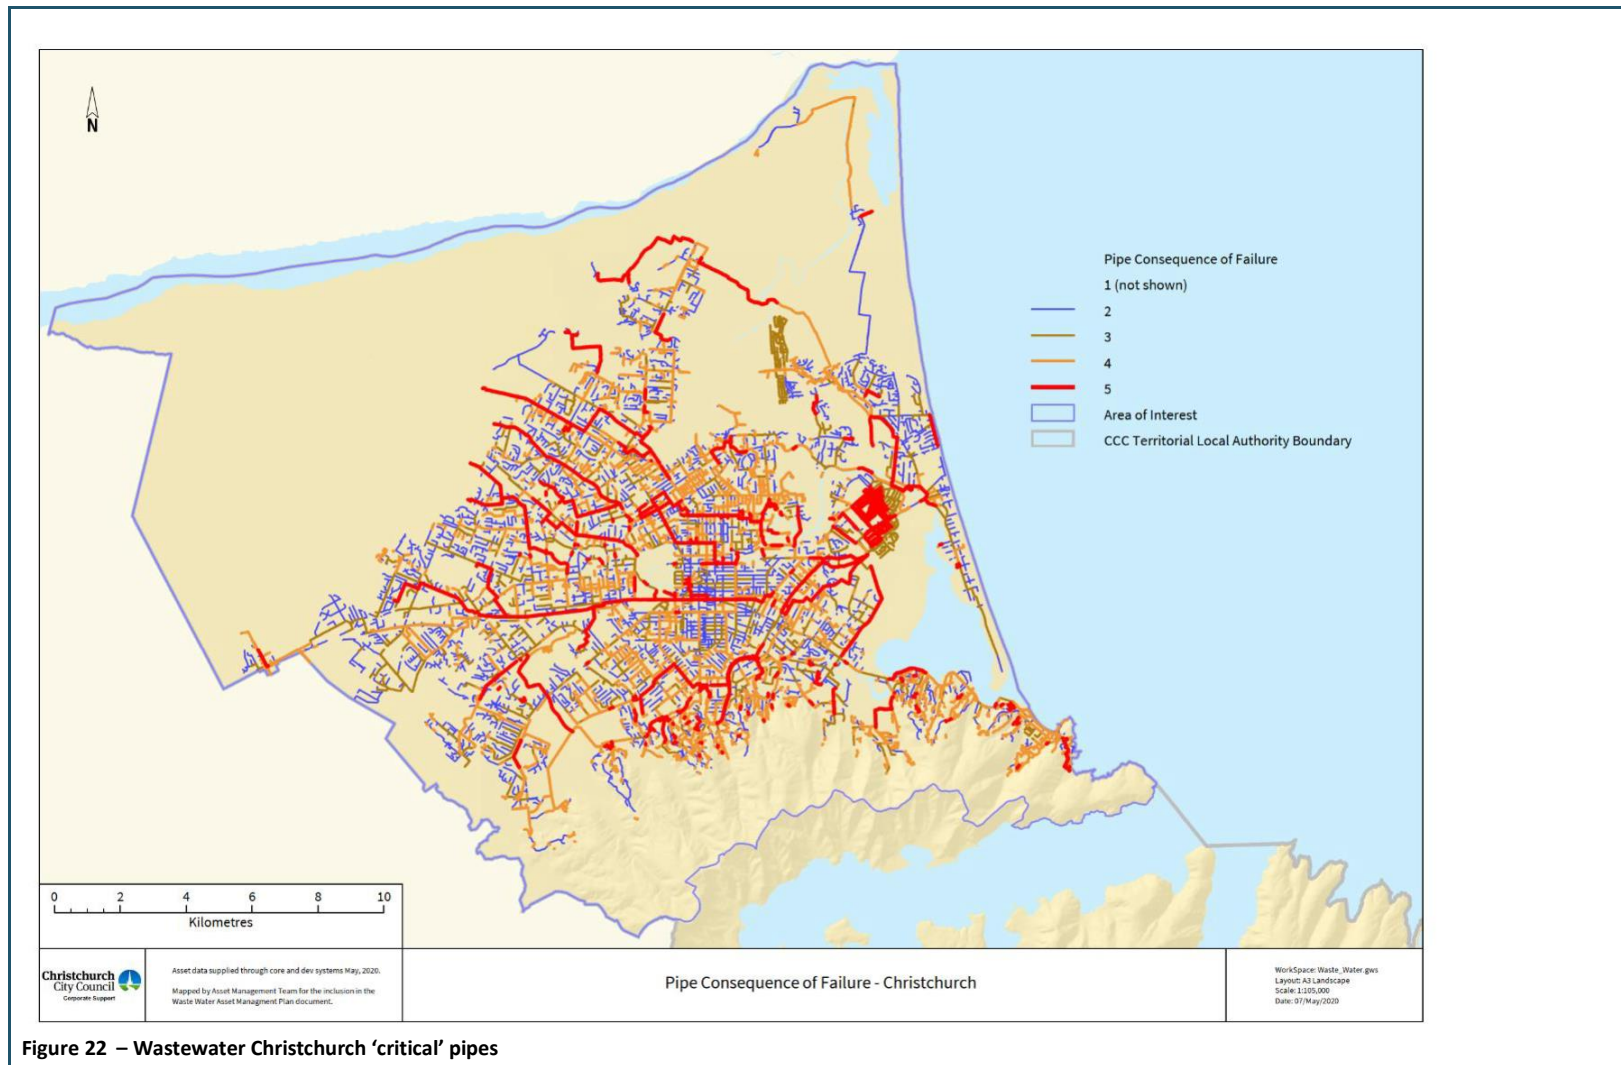 N
Pipe Consequence of Failure
1 (not shown)
2
3
4
5
Area of Interest
CCC Territorial Local Authority Boundary
0 2 4 6 8 10
Kilometres
Christchurch
City Council
Corporate Support
Asset data supplied through core and dev systems May, 2020.
Mapped by Asset Management Team for the inclusion in the
Waste Water Asset Managment Plan document.
Pipe Consequence of Failure - Christchurch
WorkSpace: Waste_Water.gws
Layout: A3 Landscape
Scale: 1:105,000
Date: 07/May/2020
Figure 22 – Wastewater Christchurch ‘critical’ pipes